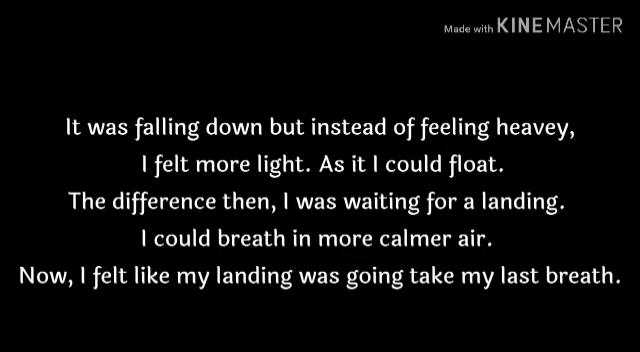 Made with KINEMASTER
It was falling down but instead of feeling heavey,
I felt more light. As it I could float.
The difference then, I was waiting for a landing.
I could breath in more calmer air.
Now, I felt like my landing was going take my last breath.